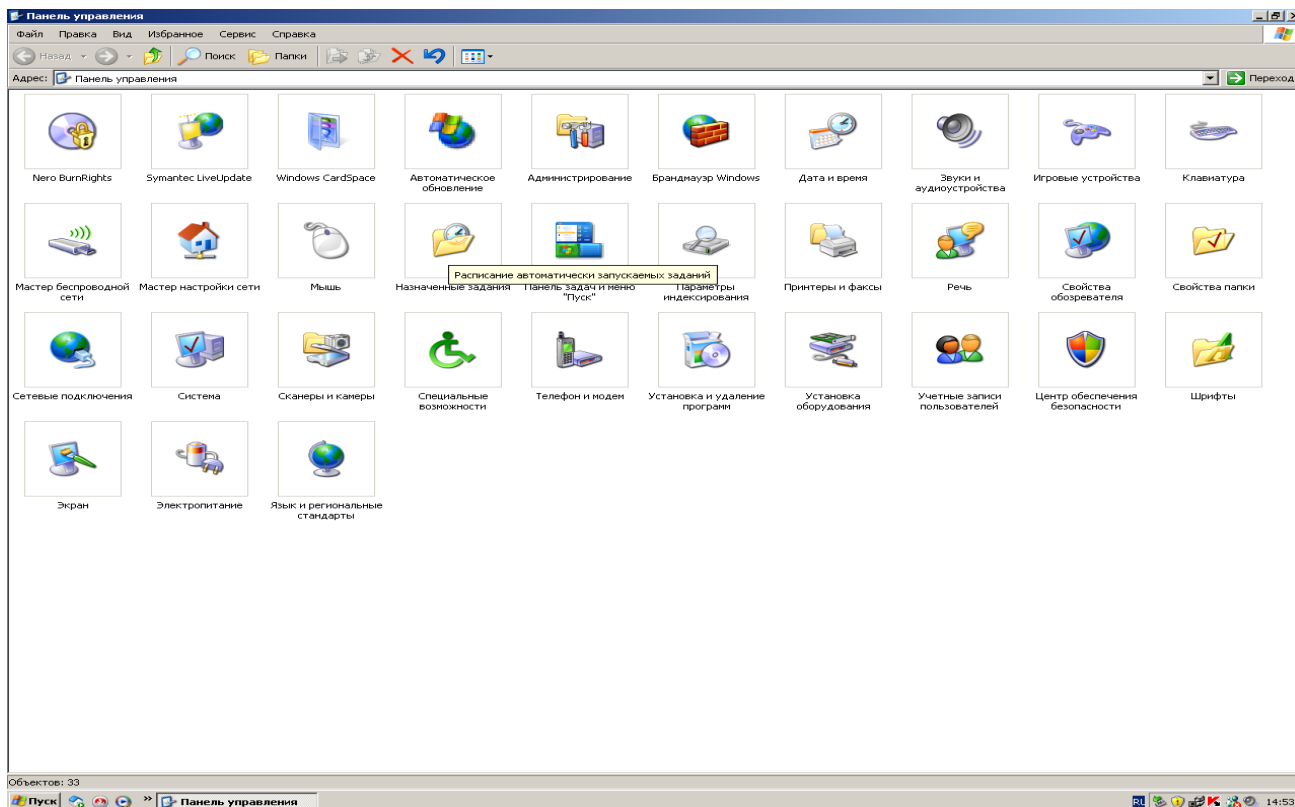 Панель управления
Файл Правка Вид Избранное Сервис Справка
Назад Поиск Папки
Адрес: Панель управления Переход
Nero BurnRights Symantec LiveUpdate Windows CardSpace Автоматическое обновление Администрирование Брандмауэр Windows Дата и время Звуки и аудиоустройства Игровые устройства Клавиатура
Расписание автоматически запускаемых заданий
Мастер беспроводной сети Мастер настройки сети Мышь Назначенные задания Панель задач и меню "Пуск" Параметры индексирования Принтеры и факсы Речь Свойства обозревателя Свойства папки
Сетевые подключения Система Сканеры и камеры Специальные возможности Телефон и модем Установка и удаление программ Установка оборудования Учетные записи пользователей Центр обеспечения безопасности Шрифты
Экран Электропитание Язык и региональные стандарты
Объектов: 33
Пуск » Панель управления RU 14:53